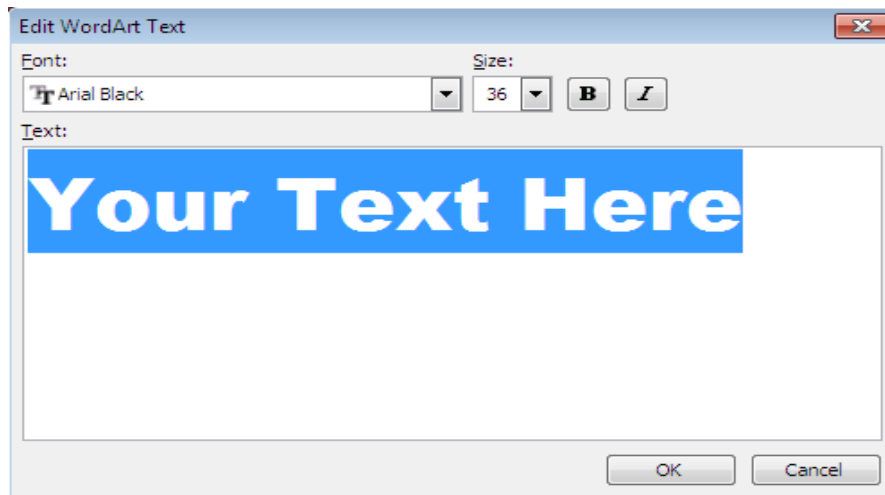 Edit WordArt Text
Font: Size:
Arial Black 36 B I
Text:
Your Text Here
OK Cancel